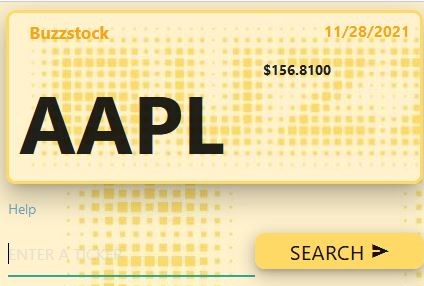 Buzzstock 11/28/2021
$156.8100
AAPL
Help
ENTER A TICKER
SEARCH